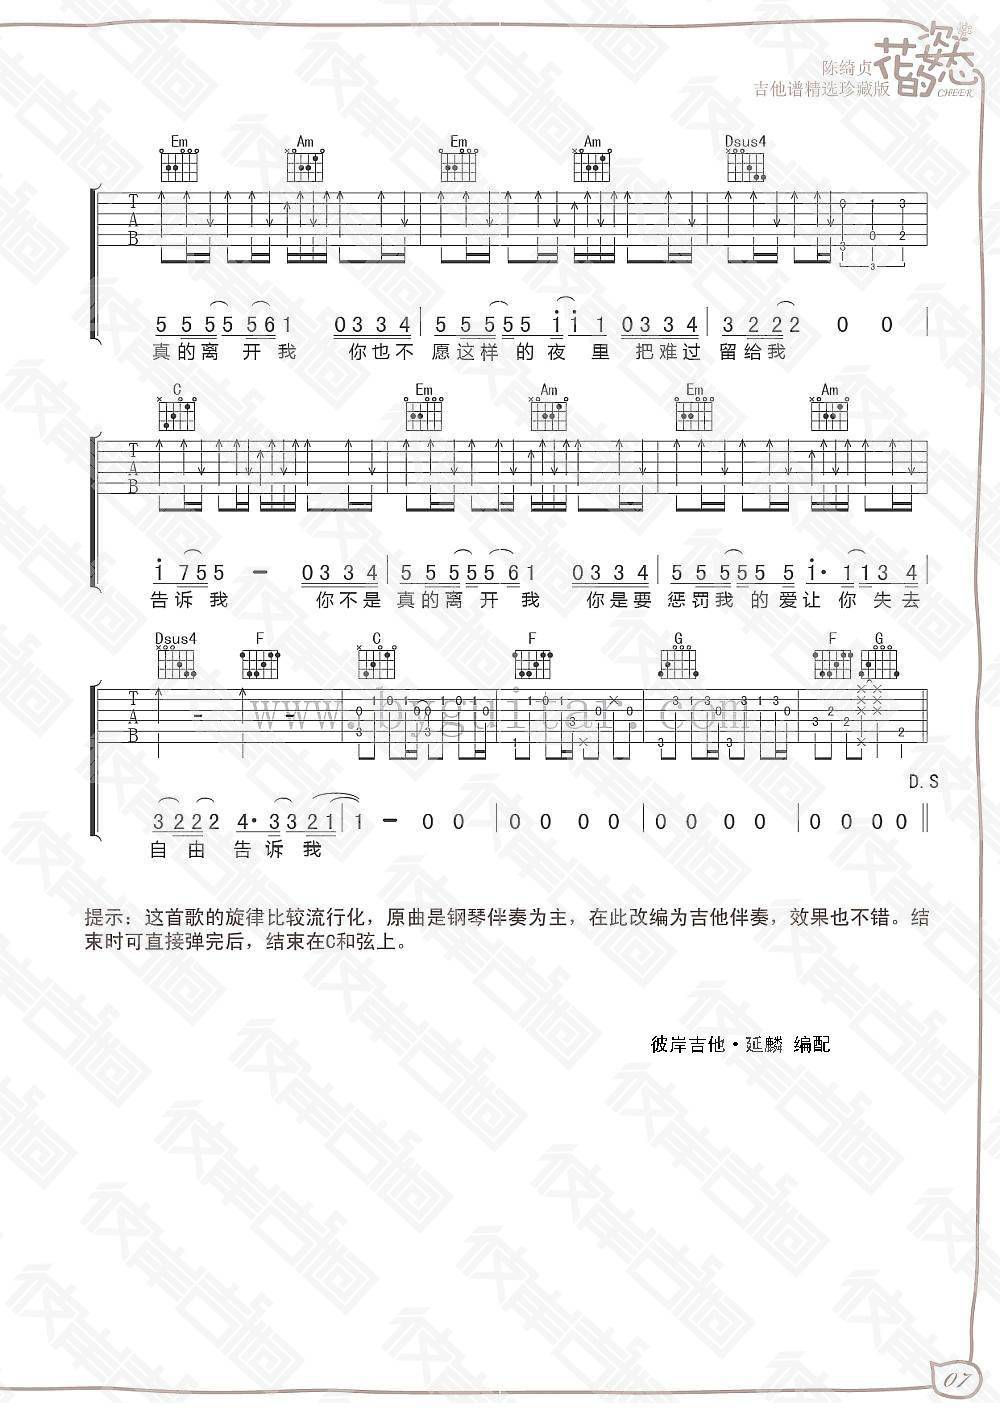 陈绮贞
吉他谱精选珍藏版
花的姿态
CHEER
Em Am Em Am Dsus4
T
A
B
0 1 3
0 2
3
3
5 5 5 5 5 5 6 1 0 3 3 4 5 5 5 5 5 5 i i 1 0 3 3 4 3 2 2 2 2 0 0
真的离 开我 你也不 愿这样 的夜 里 把难过 留给我
C Em Am Em Am
T
A
B
i 7 5 5 - 0 3 3 4 5 5 5 5 5 5 6 1 0 3 3 4 5 5 5 5 5 5 i· 1 1 3 4
告诉我 你不是 真的离开我 你是要 惩罚我 的爱让你 失去
Dsus4 F C F G F G
T
A
B
www.byguitar.com
D.S
3 2 2 2 2 4· 3 3 2 1 1 - 0 0 0 0 0 0 0 0 0 0 0 0 0 0
自由 告诉我
提示：这首歌的旋律比较流行化，原曲是钢琴伴奏为主，在此改编为吉他伴奏，效果也不错。结
束时可直接弹完后，结束在C和弦上。
彼岸吉他·延麟 编配
07